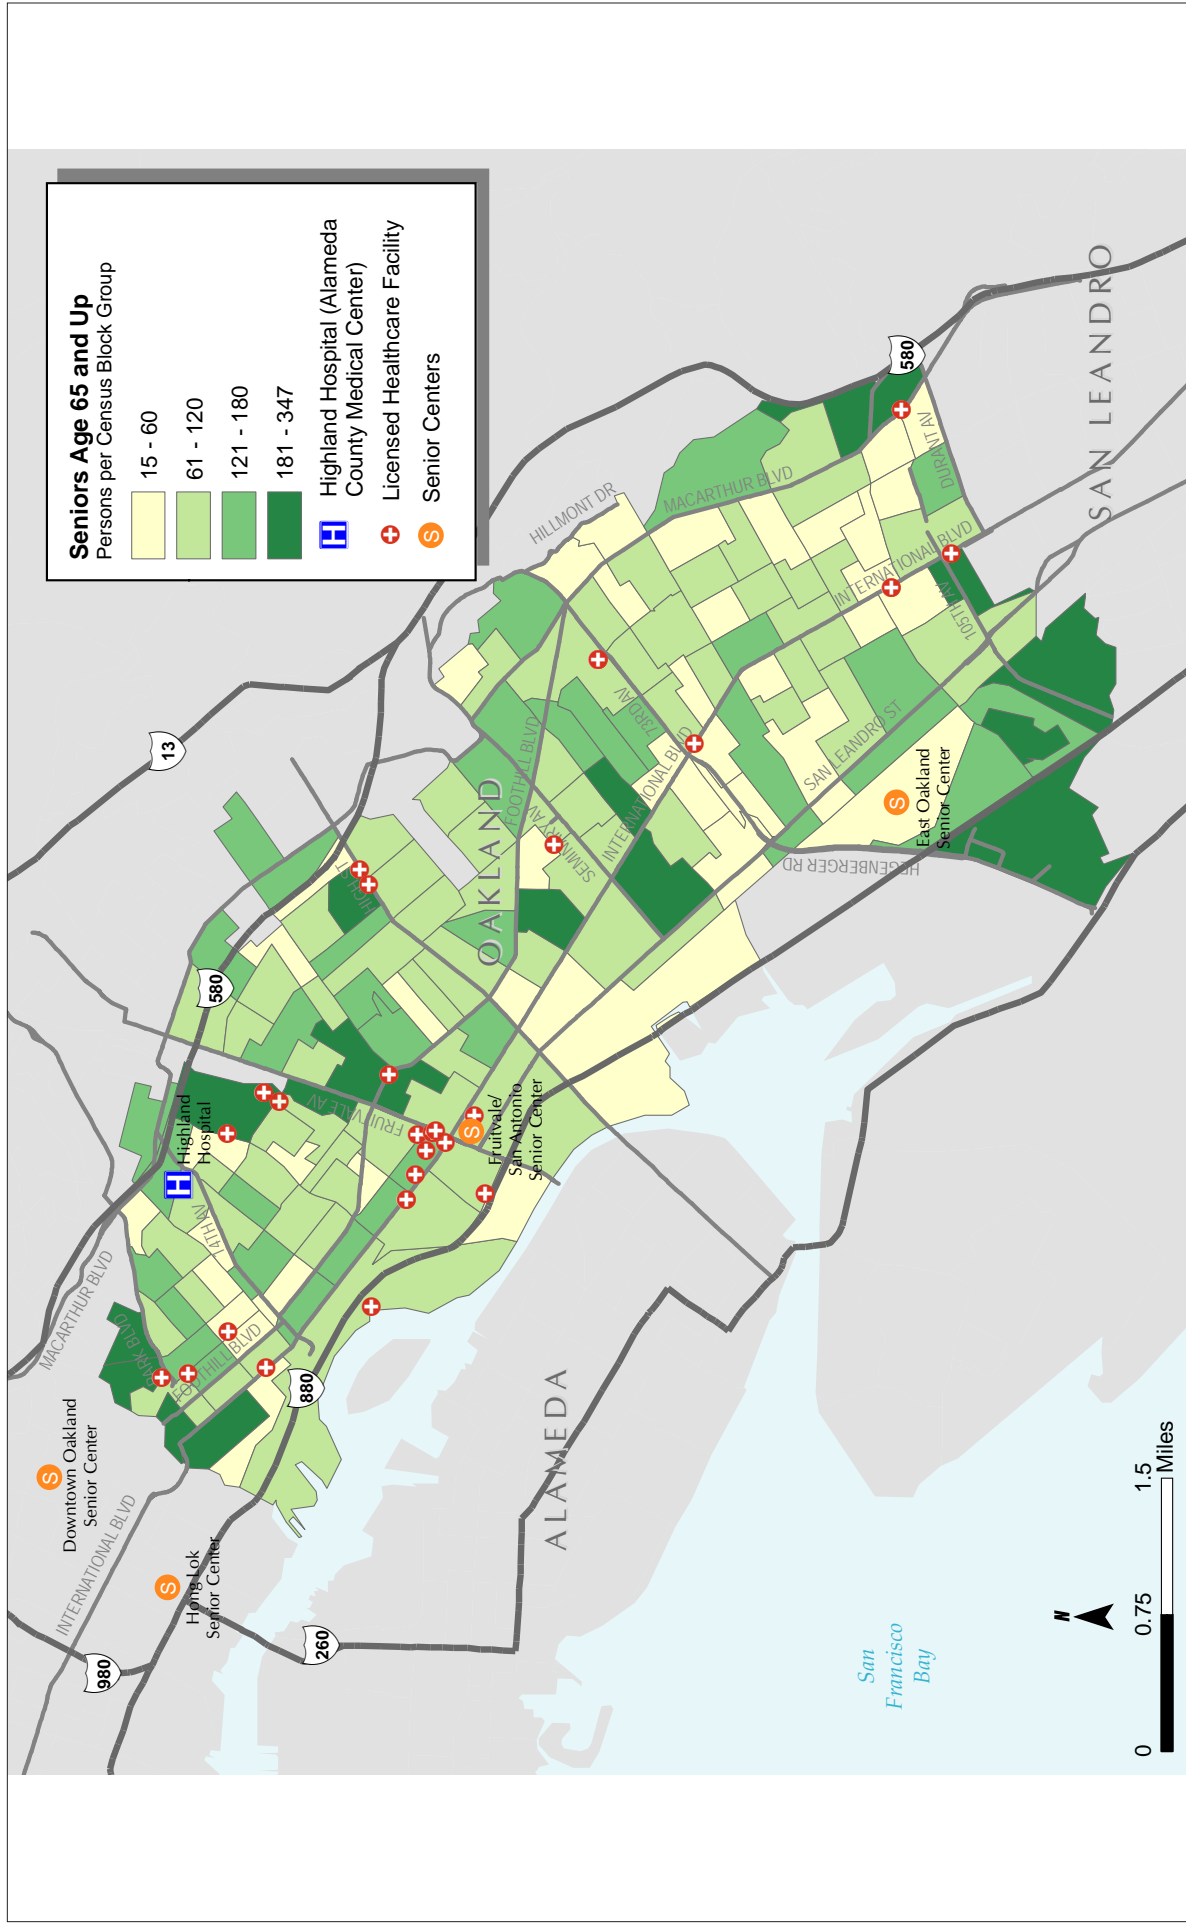 Seniors Age 65 and Up
Persons per Census Block Group
15 - 60
61 - 120
121 - 180
181 - 347
H
Highland Hospital (Alameda
County Medical Center)
Licensed Healthcare Facility
S
Senior Centers
980
INTERNATIONAL BLVD
S
Downtown Oakland
Senior Center
S
Hong Lok
Senior Center
260
880
MACARTHUR BLVD
PARK BLVD
FOOTHILL BLVD
14TH AV
H
Highland
Hospital
FRUITVALE AV
S
Fruitvale/
San Antonio
Senior Center
580
13
HIGH ST
OAKLAND
FOOTHILL BLVD
SEMINARY AV
INTERNATIONAL BLVD
73RD AV
HILLMONT DR
MACARTHUR BLVD
HEGENBERGER RD
SAN LEANDRO ST
S
East Oakland
Senior Center
INTERNATIONAL BLVD
105TH AV
DURANT AV
580
SAN LEANDRO
ALAMEDA
San
Francisco
Bay
N
0 0.75 1.5
Miles